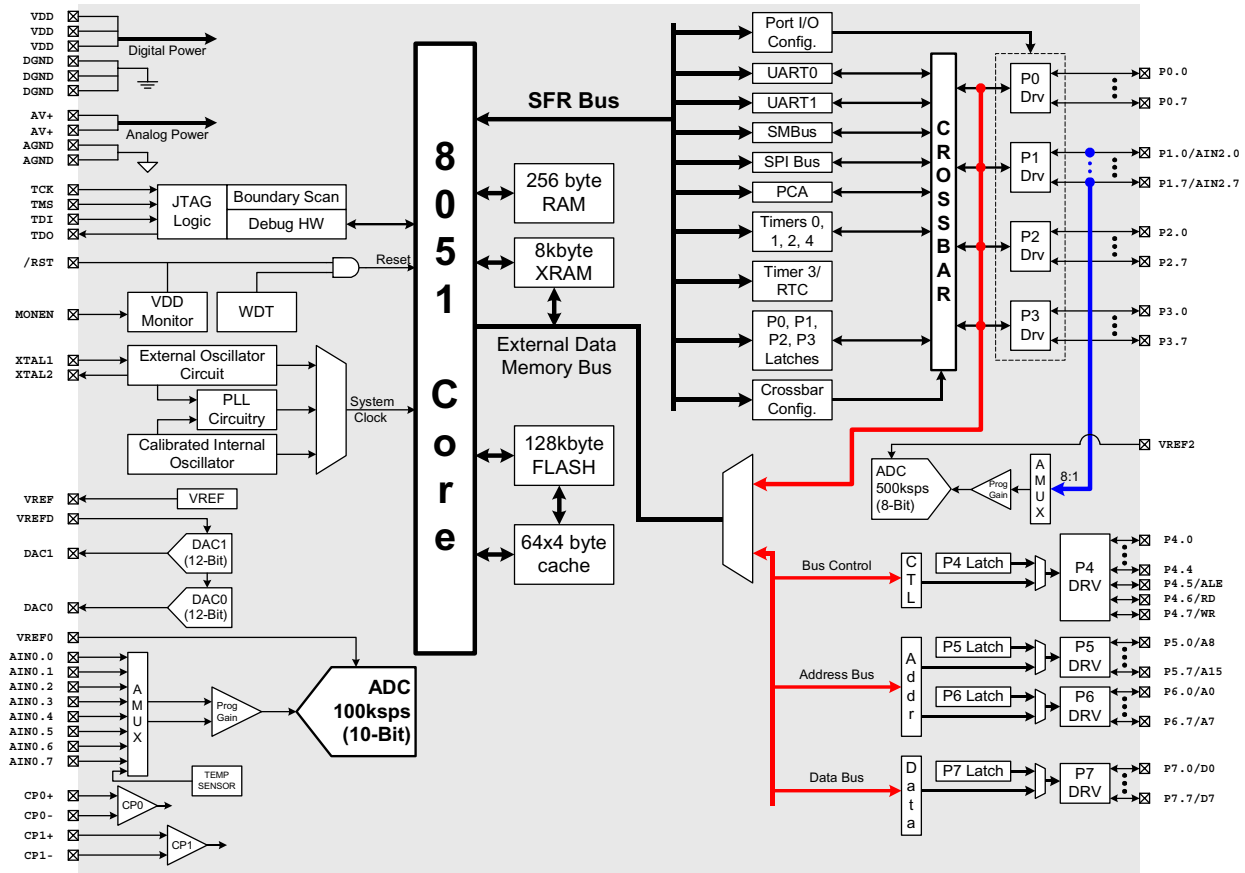 VDD
VDD
VDD
Digital Power
DGND
DGND
DGND
AV+
AV+
Analog Power
AGND
AGND
TCK
TMS
TDI
TDO
JTAG
Logic
Boundary Scan
Debug HW
/RST
Reset
MONEN
VDD
Monitor
WDT
XTAL1
XTAL2
External Oscillator
Circuit
PLL
Circuitry
Calibrated Internal
Oscillator
System
Clock
VREF
VREF
VREFD
DAC1
DAC1
(12-Bit)
DAC0
DAC0
(12-Bit)
VREF0
AIN0.0
AIN0.1
AIN0.2
AIN0.3
AIN0.4
AIN0.5
AIN0.6
AIN0.7
AMUX
Prog
Gain
ADC
100ksps
(10-Bit)
TEMP
SENSOR
CP0+
CP0-
CP0
CP1+
CP1-
CP1
8051 Core
SFR Bus
256 byte
RAM
8kbyte
XRAM
External Data
Memory Bus
128kbyte
FLASH
64x4 byte
cache
Port I/O
Config.
UART0
UART1
SMBus
SPI Bus
PCA
Timers 0,
1, 2, 4
Timer 3/
RTC
P0, P1,
P2, P3
Latches
Crossbar
Config.
CROSSBAR
P0
Drv
P1
Drv
P2
Drv
P3
Drv
P0.0
P0.7
P1.0/AIN2.0
P1.7/AIN2.7
P2.0
P2.7
P3.0
P3.7
VREF2
ADC
500ksps
(8-Bit)
Prog
Gain
AMUX
8:1
Bus Control
CTL
P4 Latch
P4
DRV
P4.0
P4.4
P4.5/ALE
P4.6/RD
P4.7/WR
Address Bus
Addr
P5 Latch
P5
DRV
P5.0/A8
P5.7/A15
P6 Latch
P6
DRV
P6.0/A0
P6.7/A7
Data Bus
Data
P7 Latch
P7
DRV
P7.0/D0
P7.7/D7